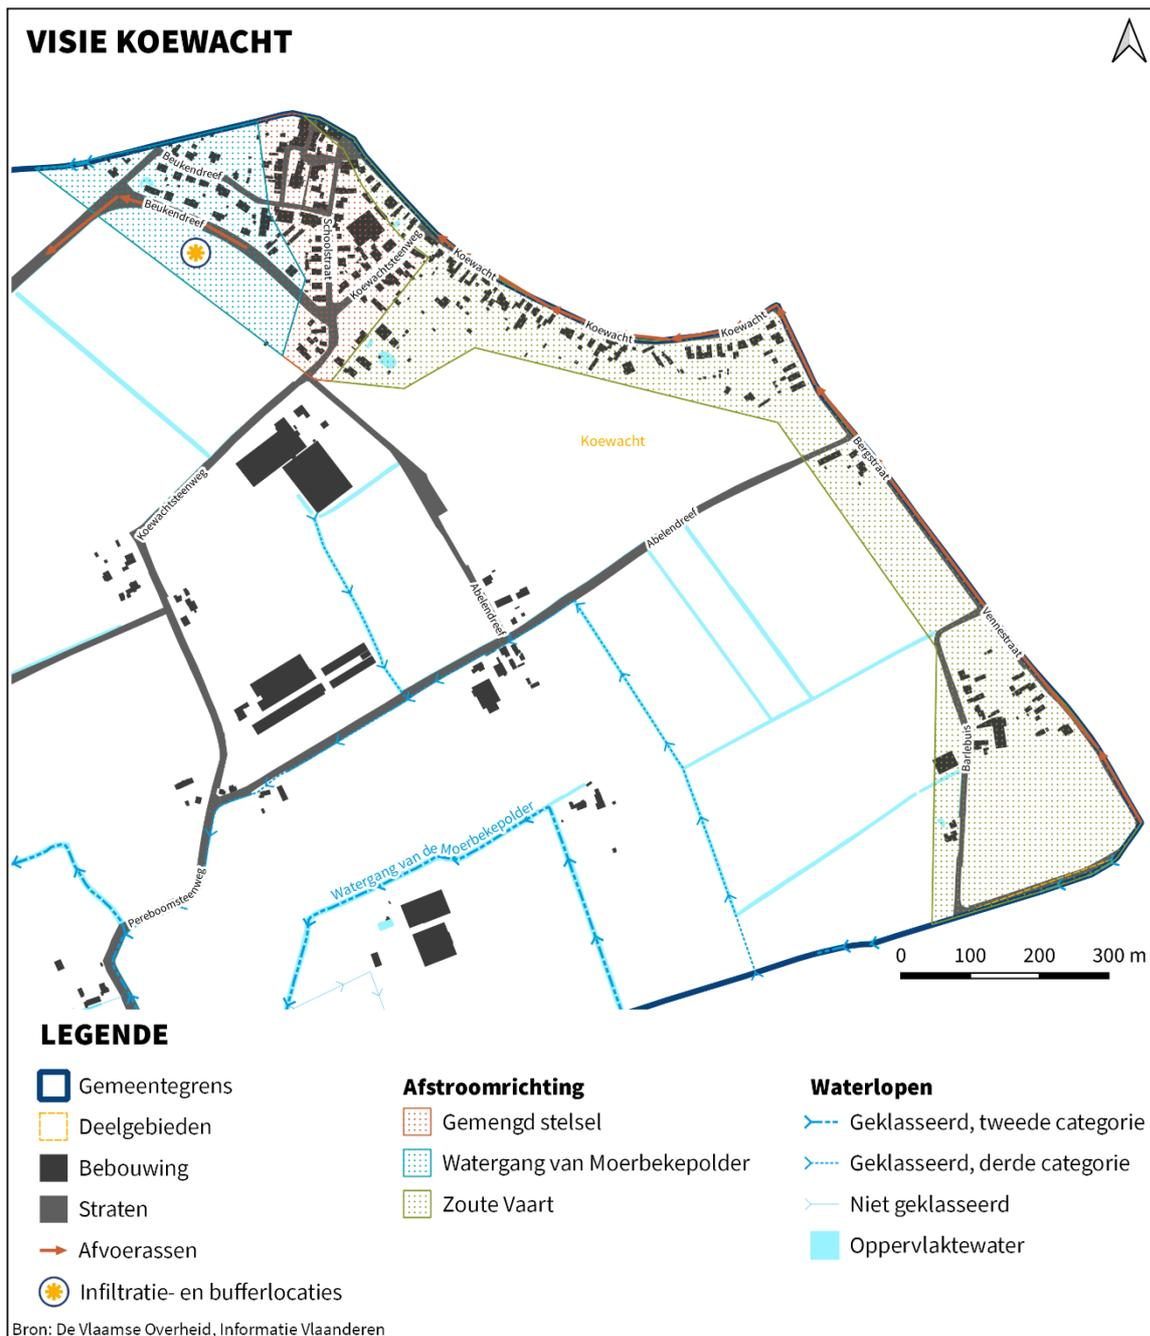 VISIE KOEWACHT
Beukendreef
Beukendreef
Schoolstraat
Koewachtsteenweg
Koewacht
Koewacht
Koewacht
Koewacht
Bergstraat
Koewachtsteenweg
Abelendreef
Abelendreef
Vennestraat
Barlebuis
Watergang van de Moerbekepolder
Pereboomsteenweg
0 100 200 300 m
LEGENDE
Gemeentegrens
Deelgebieden
Bebouwing
Straten
Afvoerassen
Infiltratie- en bufferlocaties
Afstroomrichting
Gemengd stelsel
Watergang van Moerbekepolder
Zoute Vaart
Waterlopen
Geklasseerd, tweede categorie
Geklasseerd, derde categorie
Niet geklasseerd
Oppervlaktewater
Bron: De Vlaamse Overheid, Informatie Vlaanderen